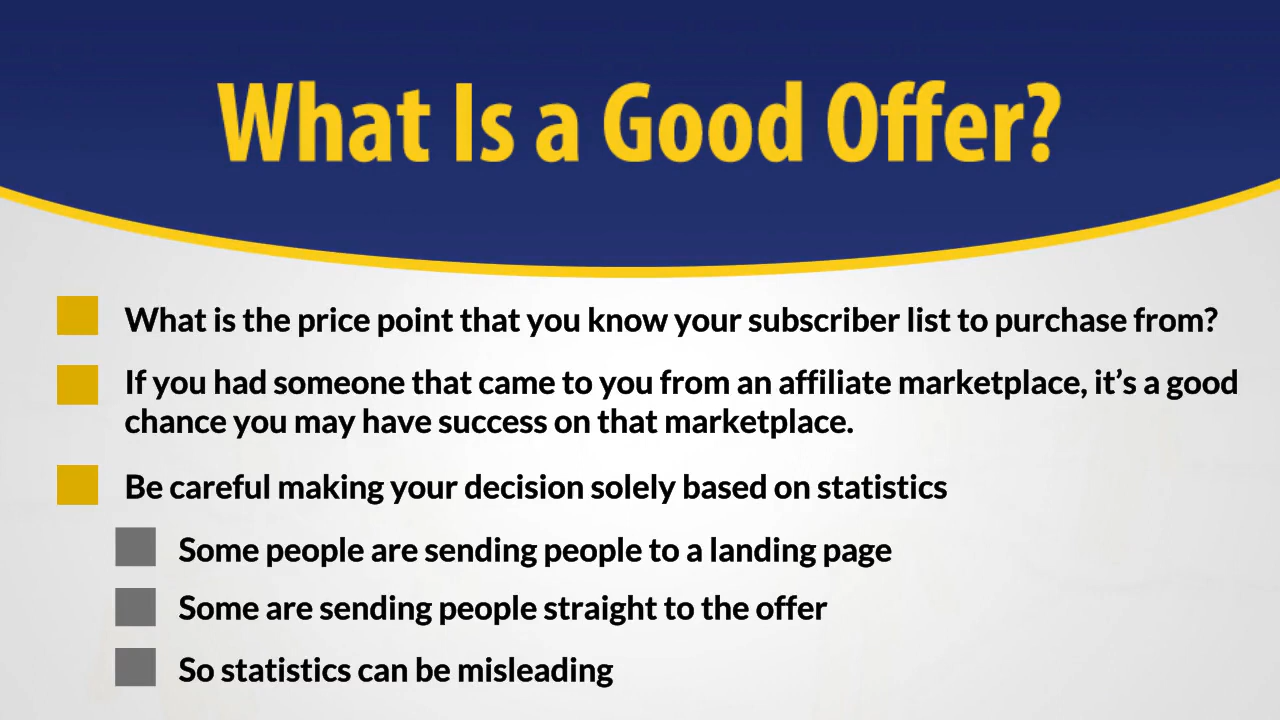 What Is a Good Offer?
What is the price point that you know your subscriber list to purchase from?
If you had someone that came to you from an affiliate marketplace, it’s a good
chance you may have success on that marketplace.
Be careful making your decision solely based on statistics
Some people are sending people to a landing page
Some are sending people straight to the offer
So statistics can be misleading